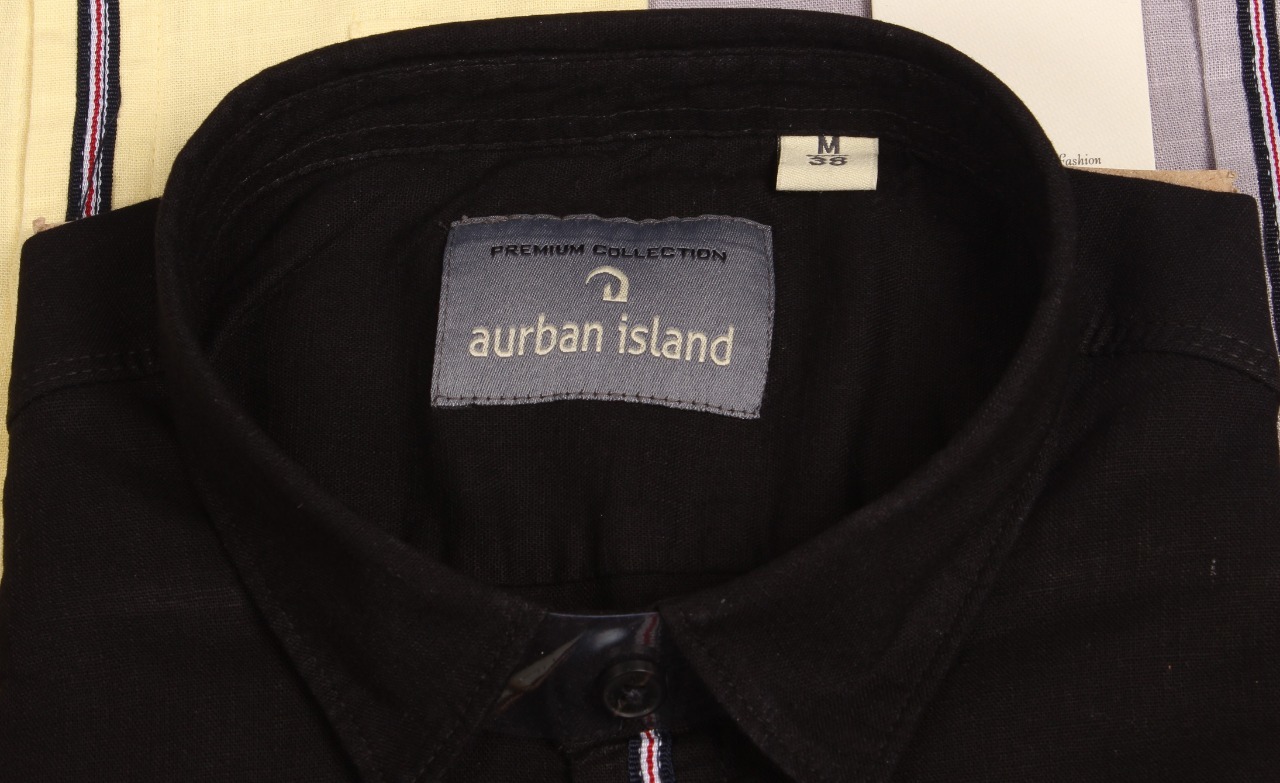 M
38
fashion
PREMIUM COLLECTION
aurban island